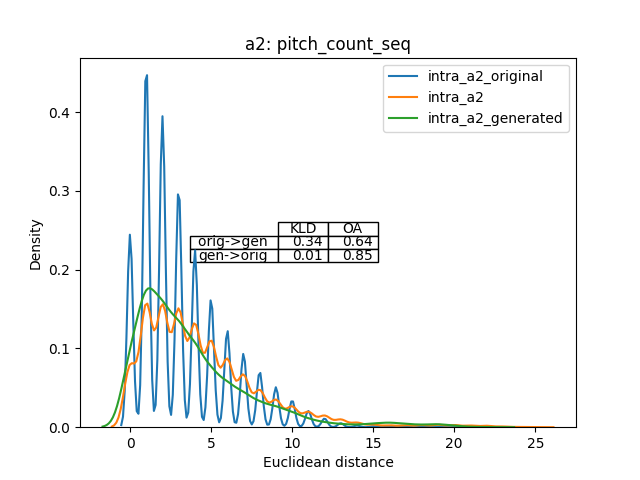 a2: pitch_count_seq
intra_a2_original
intra_a2
intra_a2_generated
KLD OA
orig->gen 0.34 0.64
gen->orig 0.01 0.85
Density
0.4
0.3
0.2
0.1
0.0
0 5 10 15 20 25
Euclidean distance